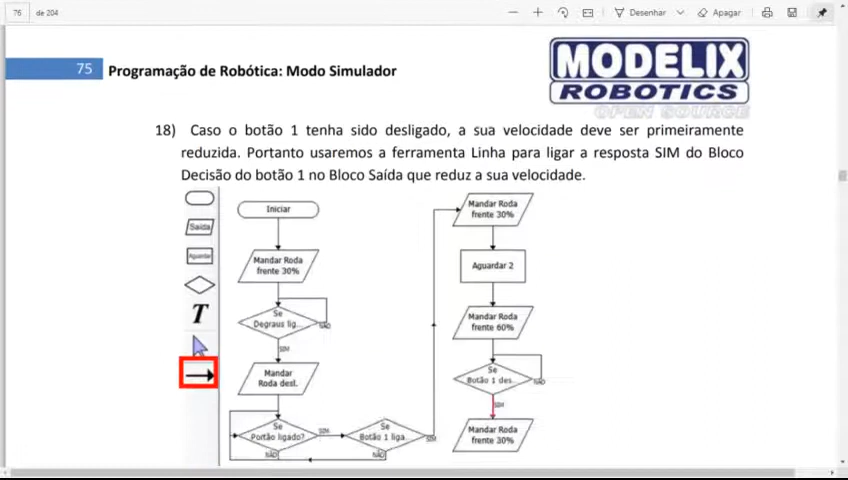 76 de 204
Desenhar
Apagar
75 Programação de Robótica: Modo Simulador
MODELIX
ROBOTICS
OPEN SOURCE
18) Caso o botão 1 tenha sido desligado, a sua velocidade deve ser primeiramente
reduzida. Portanto usaremos a ferramenta Linha para ligar a resposta SIM do Bloco
Decisão do botão 1 no Bloco Saída que reduz a sua velocidade.
Saída
Aguardar
T
Iniciar
Mandar Roda
frente 30%
Se
Degraus lig...
NÃO
SIM
Mandar
Roda desl.
Se
Portão ligado?
SIM
NÃO
Se
Botão 1 liga...
SIM
NÃO
Mandar Roda
frente 30%
Aguardar 2
Mandar Roda
frente 60%
Se
Botão 1 des...
NÃO
SIM
Mandar Roda
frente 30%